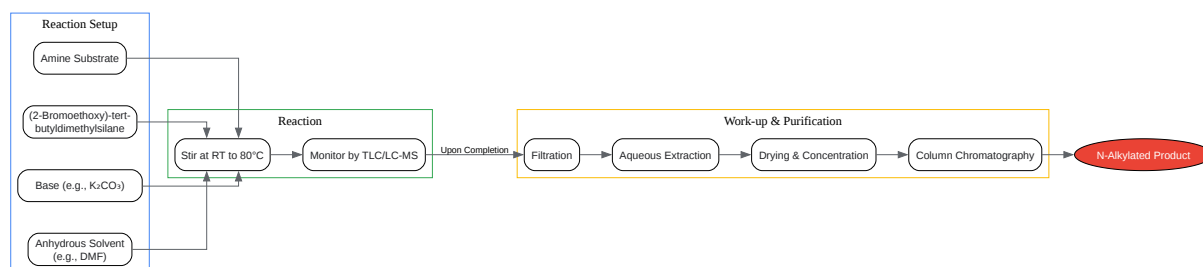 Reaction Setup
Amine Substrate
(2-Bromoethoxy)-tert-
butyldimethylsilane
Base (e.g., K₂CO₃)
Anhydrous Solvent
(e.g., DMF)
Reaction
Stir at RT to 80°C
Monitor by TLC/LC-MS
Upon Completion
Work-up & Purification
Filtration
Aqueous Extraction
Drying & Concentration
Column Chromatography
N-Alkylated Product